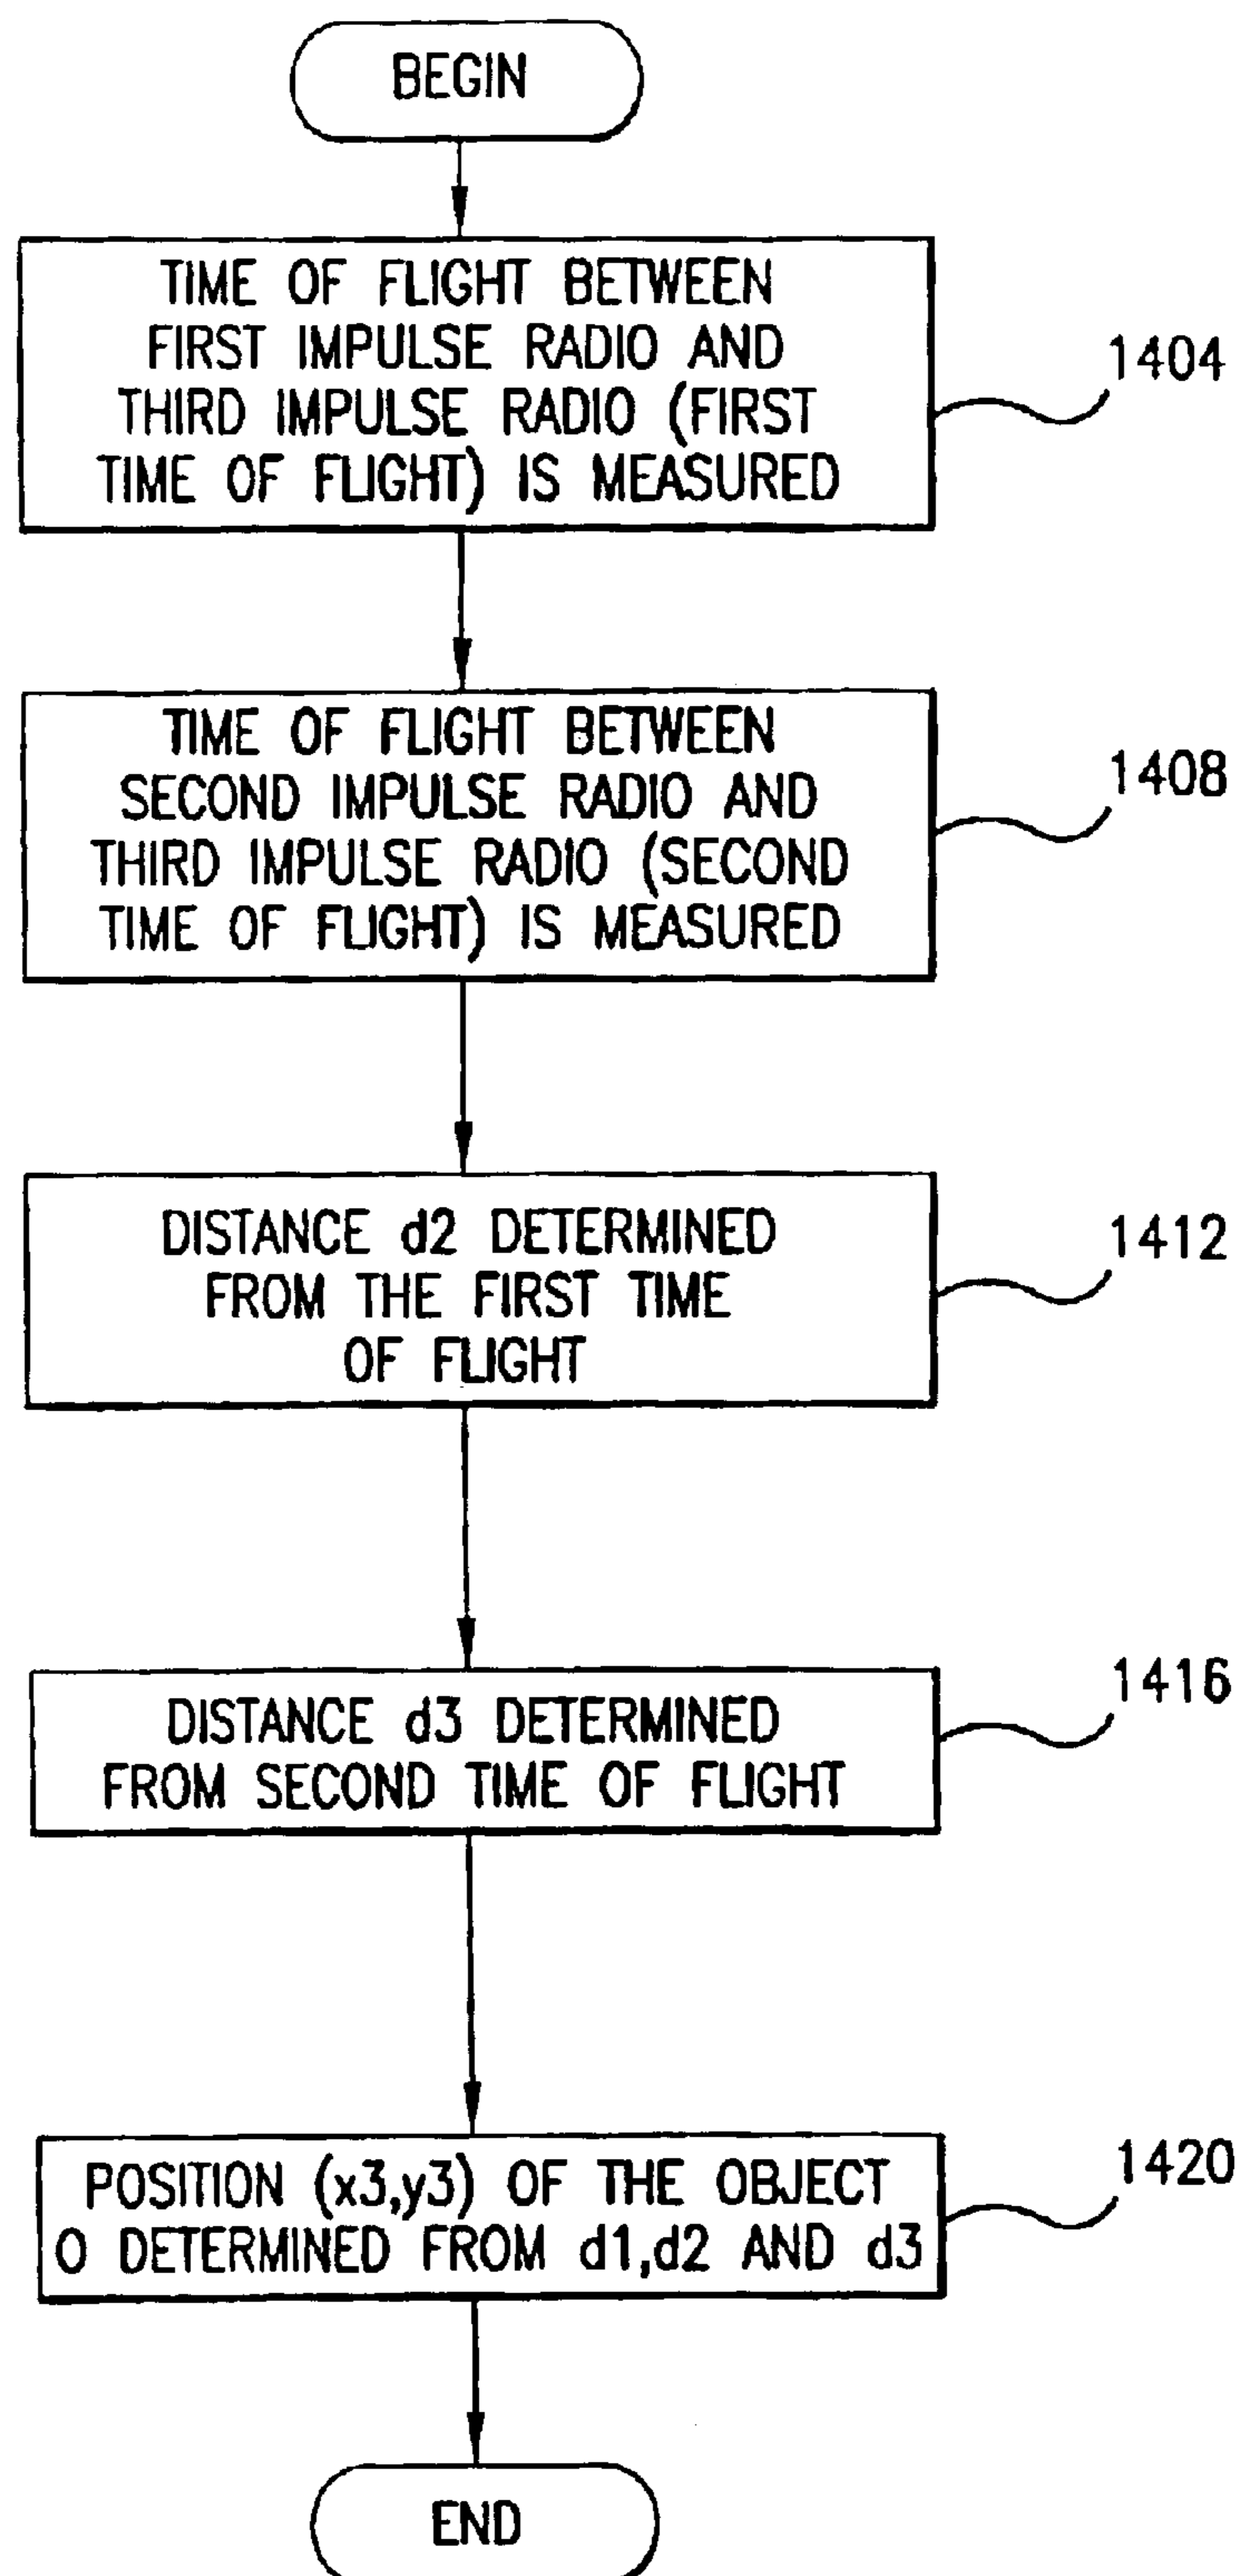 BEGIN
TIME OF FLIGHT BETWEEN
FIRST IMPULSE RADIO AND
THIRD IMPULSE RADIO (FIRST
TIME OF FLIGHT) IS MEASURED
1404
TIME OF FLIGHT BETWEEN
SECOND IMPULSE RADIO AND
THIRD IMPULSE RADIO (SECOND
TIME OF FLIGHT) IS MEASURED
1408
DISTANCE d2 DETERMINED
FROM THE FIRST TIME
OF FLIGHT
1412
DISTANCE d3 DETERMINED
FROM SECOND TIME OF FLIGHT
1416
POSITION (x3,y3) OF THE OBJECT
O DETERMINED FROM d1,d2 AND d3
1420
END